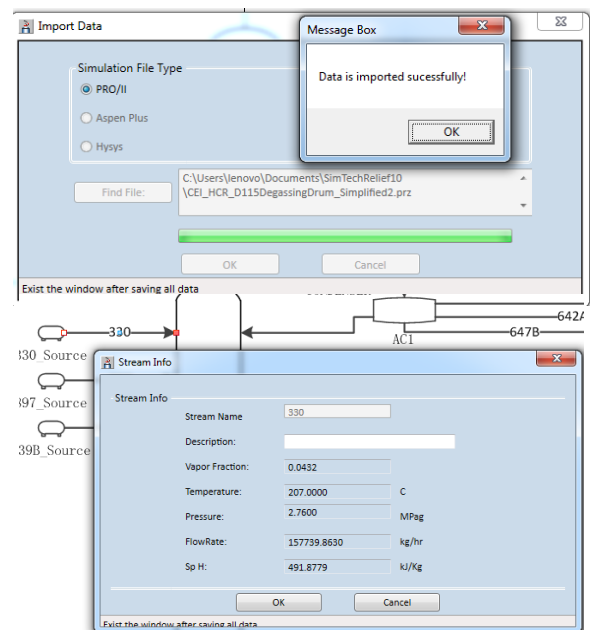 Import Data
Message Box
Data is imported sucessfully!
OK
Simulation File Type
PRO/II
Aspen Plus
Hysys
Find File:
C:\Users\lenovo\Documents\SimTechRelief10
\CEI_HCR_D115DegassingDrum_Simplified2.prz
OK
Cancel
Exist the window after saving all data
642A
330
647B
AC1
330_Source
397_Source
39B_Source
Stream Info
Stream Info
Stream Name
330
Description:
Vapor Fraction:
0.0432
Temperature:
207.0000
C
Pressure:
2.7600
MPag
FlowRate:
157739.8630
kg/hr
Sp H:
491.8779
kJ/Kg
OK
Cancel
Exist the window after saving all data